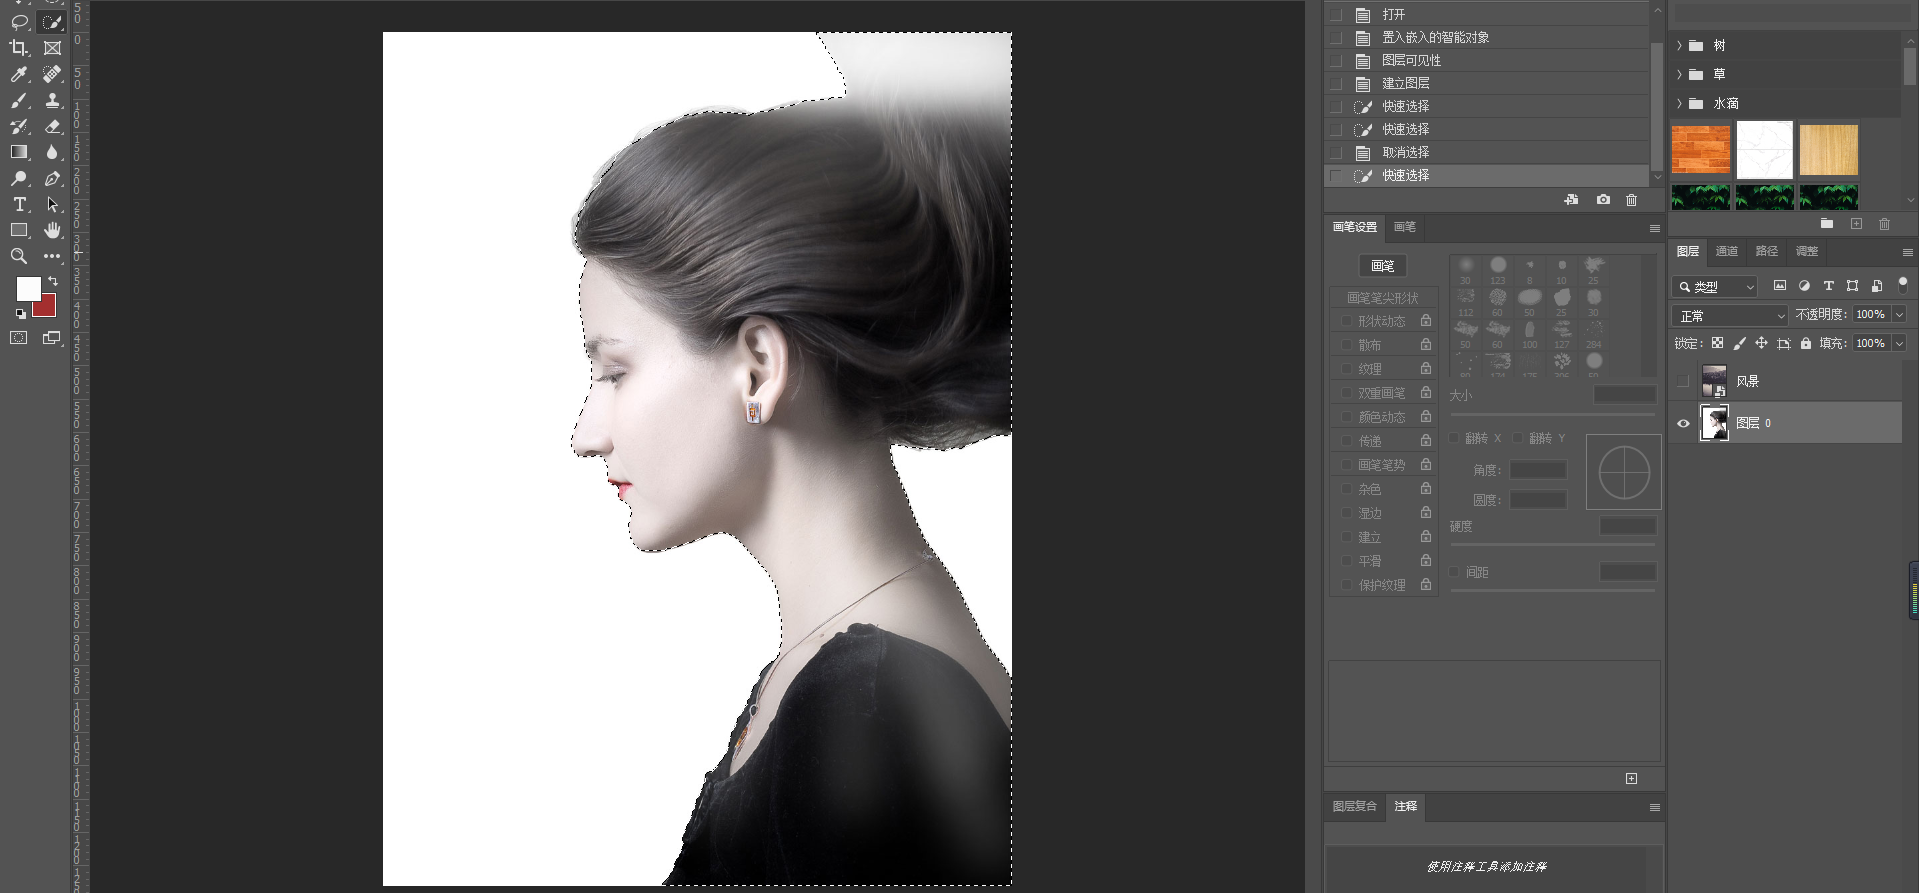 打开
置入嵌入的智能对象
图层可见性
建立图层
快速选择
快速选择
取消选择
快速选择
画笔设置 画笔
画笔
画笔笔尖形状
形状动态
散布
纹理
双重画笔
颜色动态
传递
画笔笔势
杂色
湿边
建立
平滑
保护纹理
30 123 8 10 25
112 60 50 25 30
50 60 100 127 284
大小
翻转 X 翻转 Y
角度:
圆度:
硬度
间距
图层复合 注释
使用注释工具添加注释
树
草
水滴
图层 通道 路径 调整
类型
正常 不透明度: 100%
锁定: 填充: 100%
风景
图层 0